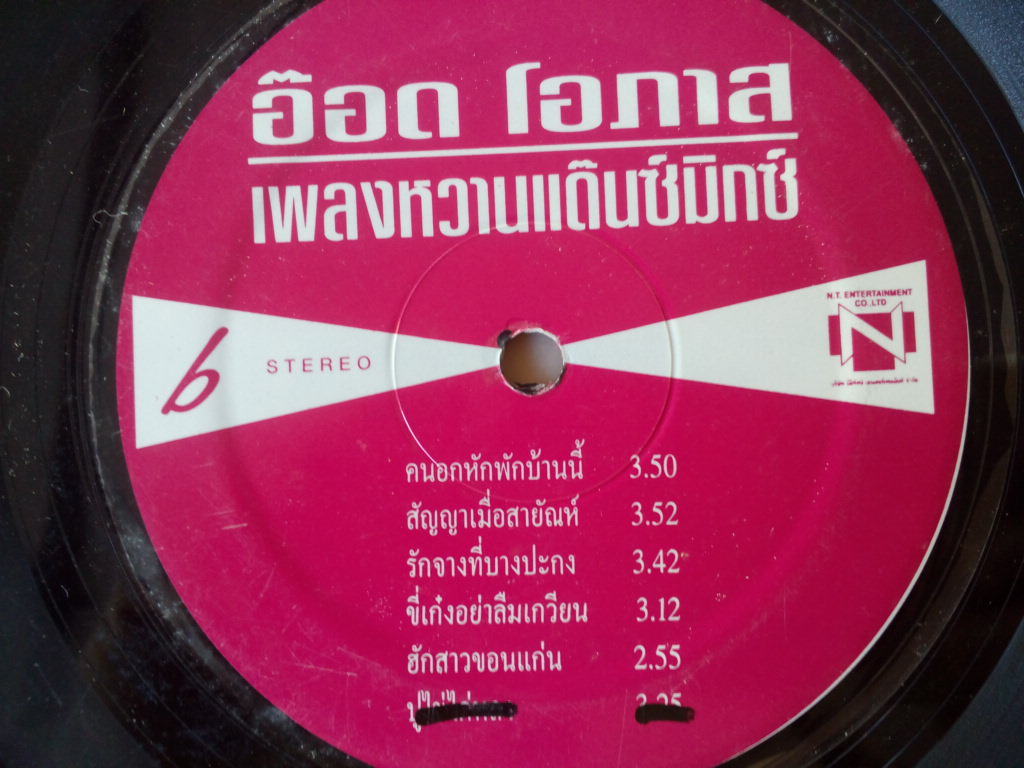 อ๊อด โอภาส
เพลงหวานแด๊นซ์มิกซ์
N.T. ENTERTAINMENT
CO.,LTD
N
b STEREO
คนอกหักพักบ้านนี้ 3.50
สัญญาเมื่อสายัณห์ 3.52
รักจางที่บางปะกง 3.42
ขี่เก๋งอย่าลืมเกวียน 3.12
ฮักสาวขอนแก่น 2.55